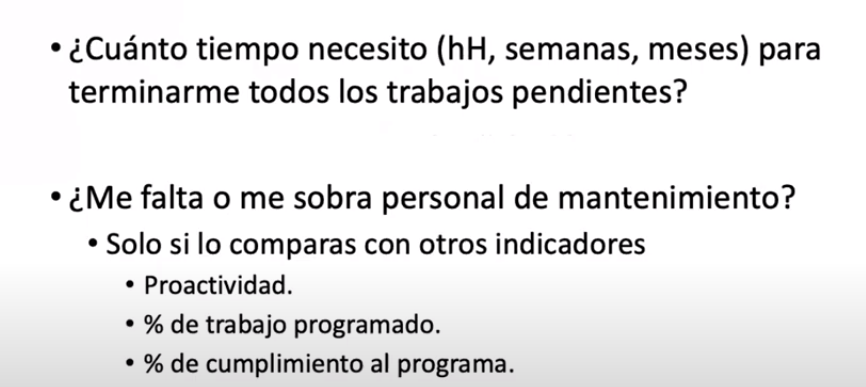 • ¿Cuánto tiempo necesito (hH, semanas, meses) para
terminarme todos los trabajos pendientes?
• ¿Me falta o me sobra personal de mantenimiento?
• Solo si lo comparas con otros indicadores
• Proactividad.
• % de trabajo programado.
• % de cumplimiento al programa.